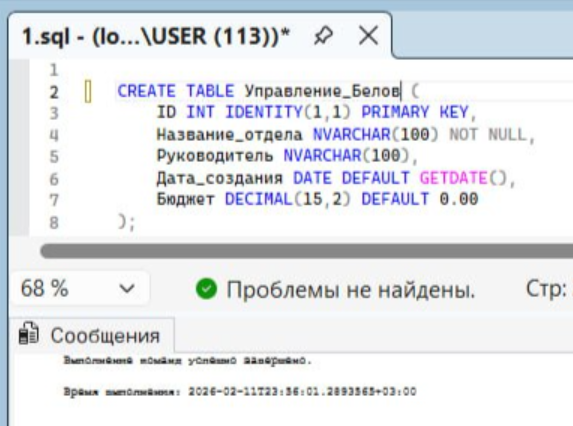 1.sql - (lo...\USER (113))*
1
2 CREATE TABLE Управление_Белов (
3 ID INT IDENTITY(1,1) PRIMARY KEY,
4 Название_отдела NVARCHAR(100) NOT NULL,
5 Руководитель NVARCHAR(100),
6 Дата_создания DATE DEFAULT GETDATE(),
7 Бюджет DECIMAL(15,2) DEFAULT 0.00
8 );
68 % Проблемы не найдены. Стр:
Сообщения
Выполнение команд успешно завершено.
Время выполнения: 2026-02-11T23:56:01.2893565+03:00